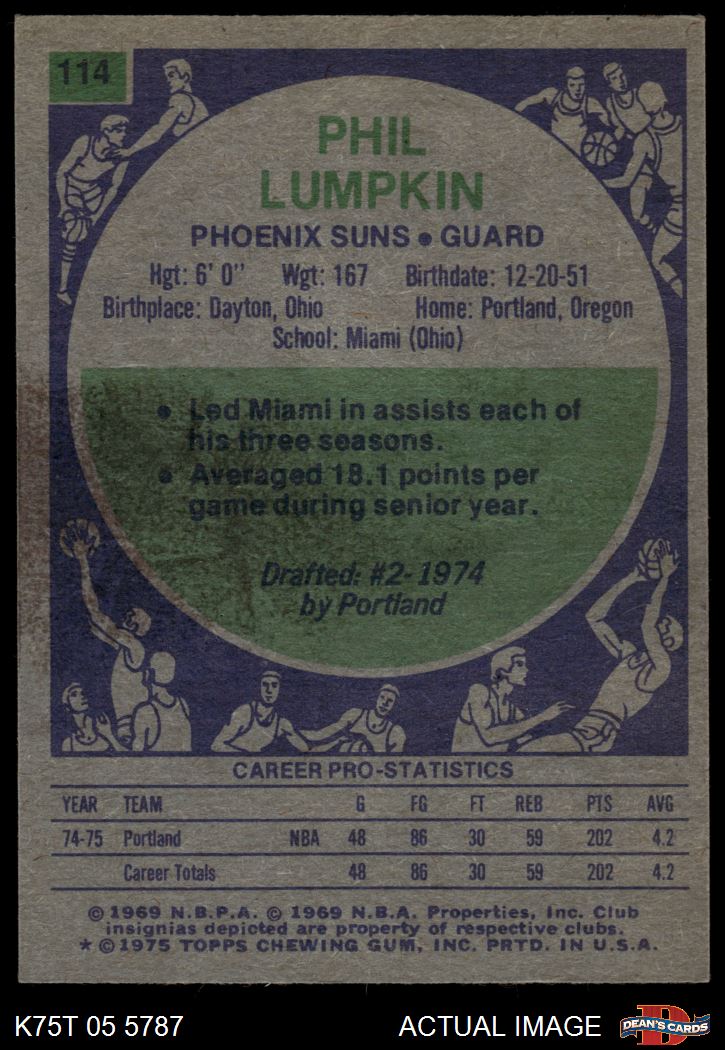 114
PHIL
LUMPKIN
PHOENIX SUNS • GUARD
Hgt: 6' 0" Wgt: 167 Birthdate: 12-20-51
Birthplace: Dayton, Ohio Home: Portland, Oregon
School: Miami (Ohio)
• Led Miami in assists each of
his three seasons.
• Averaged 18.1 points per
game during senior year.
Drafted: #2-1974
by Portland
CAREER PRO-STATISTICS
YEAR TEAM G FG FT REB PTS AVG
74-75 Portland NBA 48 86 30 59 202 4.2
Career Totals 48 86 30 59 202 4.2
© 1969 N.B.P.A. © 1969 N.B.A. Properties, Inc. Club
insignias depicted are property of respective clubs.
* © 1975 TOPPS CHEWING GUM, INC. PRTD. IN U.S.A.
K75T 05 5787 ACTUAL IMAGE D DEAN'S CARDS